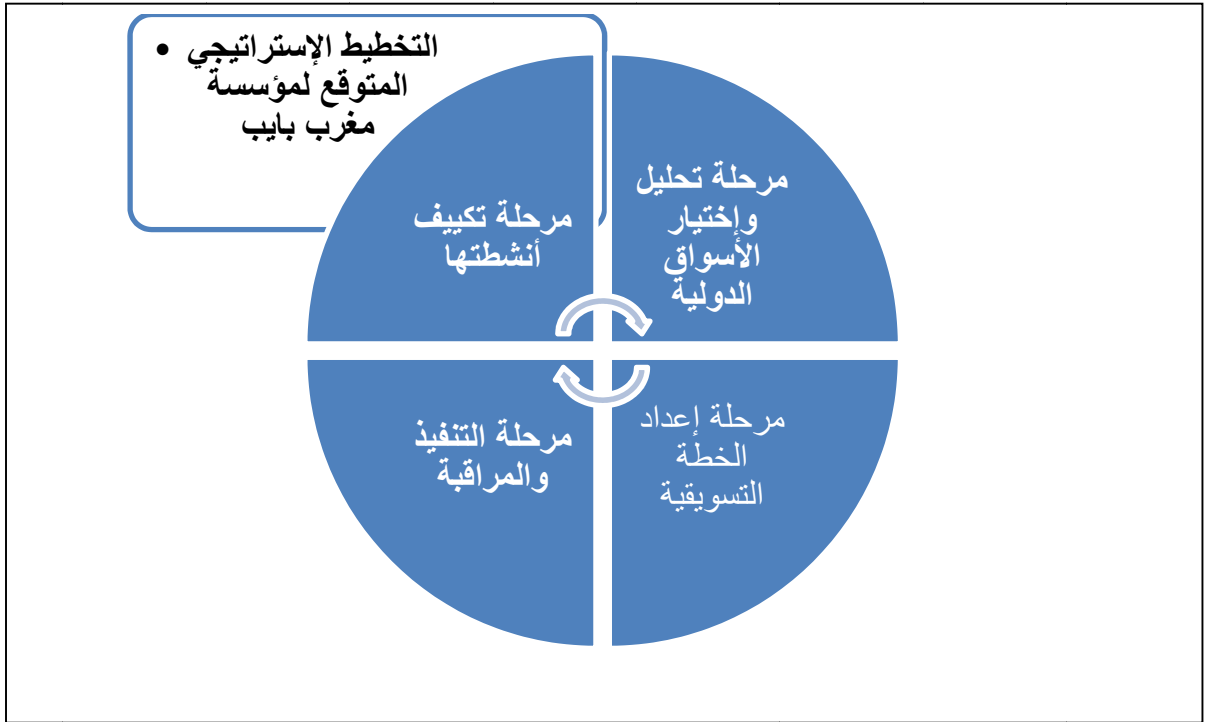 • التخطيط الإستراتيجي
المتوقع لمؤسسة
مغرب بايب
مرحلة تحليل
وإختيار
الأسواق
الدولية
مرحلة تكييف
أنشطتها
مرحلة إعداد
الخطة
التسويقية
مرحلة التنفيذ
والمراقبة